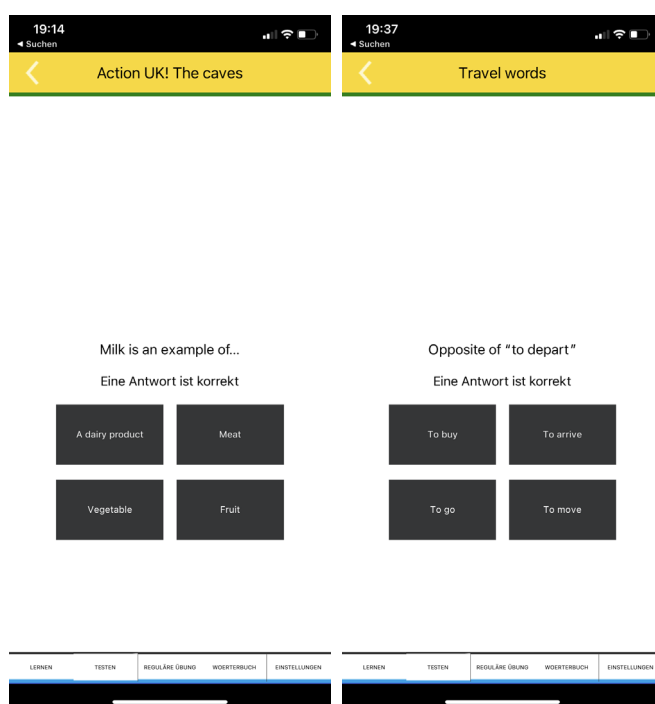 19:14
◄ Suchen
Action UK! The caves
Milk is an example of...
Eine Antwort ist korrekt
A dairy product
Meat
Vegetable
Fruit
LERNEN
TESTEN
REGULÄRE ÜBUNG
WOERTERBUCH
EINSTELLUNGEN
19:37
◄ Suchen
Travel words
Opposite of "to depart"
Eine Antwort ist korrekt
To buy
To arrive
To go
To move
LERNEN
TESTEN
REGULÄRE ÜBUNG
WOERTERBUCH
EINSTELLUNGEN